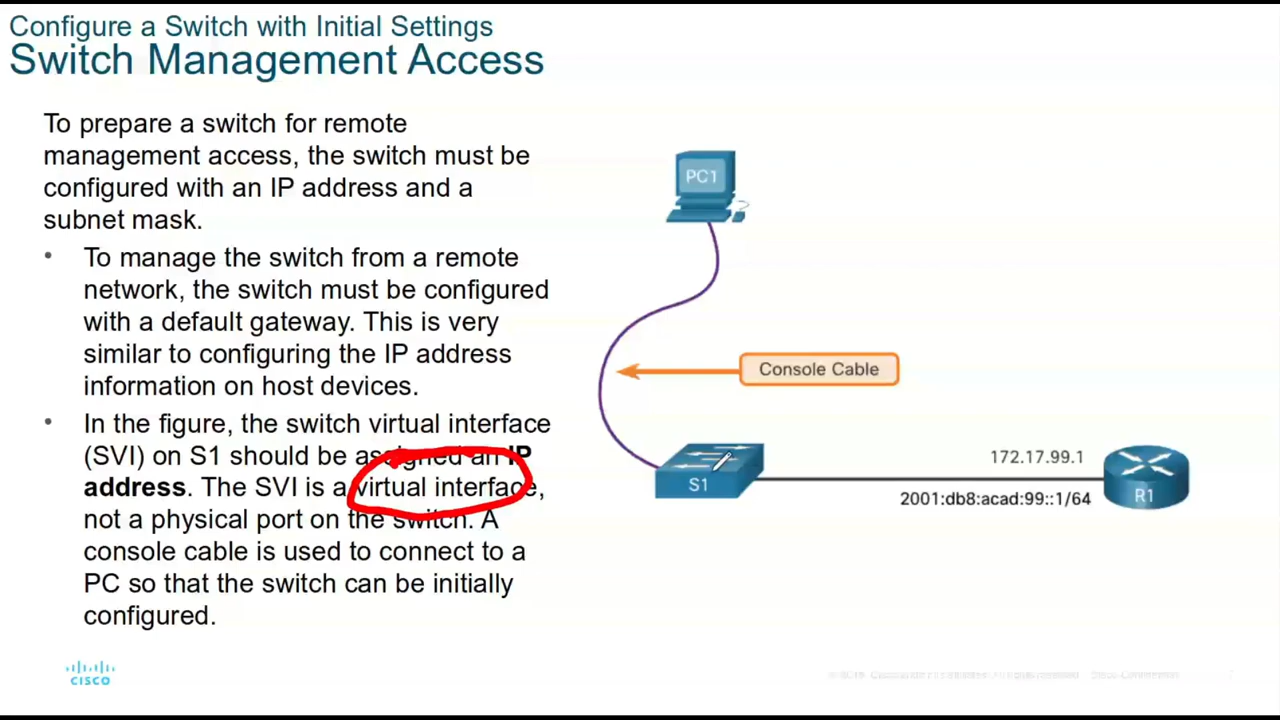 Configure a Switch with Initial Settings
Switch Management Access
To prepare a switch for remote
management access, the switch must be
configured with an IP address and a
subnet mask.
• To manage the switch from a remote
network, the switch must be configured
with a default gateway. This is very
similar to configuring the IP address
information on host devices.
• In the figure, the switch virtual interface
(SVI) on S1 should be assigned an IP
address. The SVI is a virtual interface,
not a physical port on the switch. A
console cable is used to connect to a
PC so that the switch can be initially
configured.
PC1
Console Cable
S1
172.17.99.1
2001:db8:acad:99::1/64
R1
CISCO